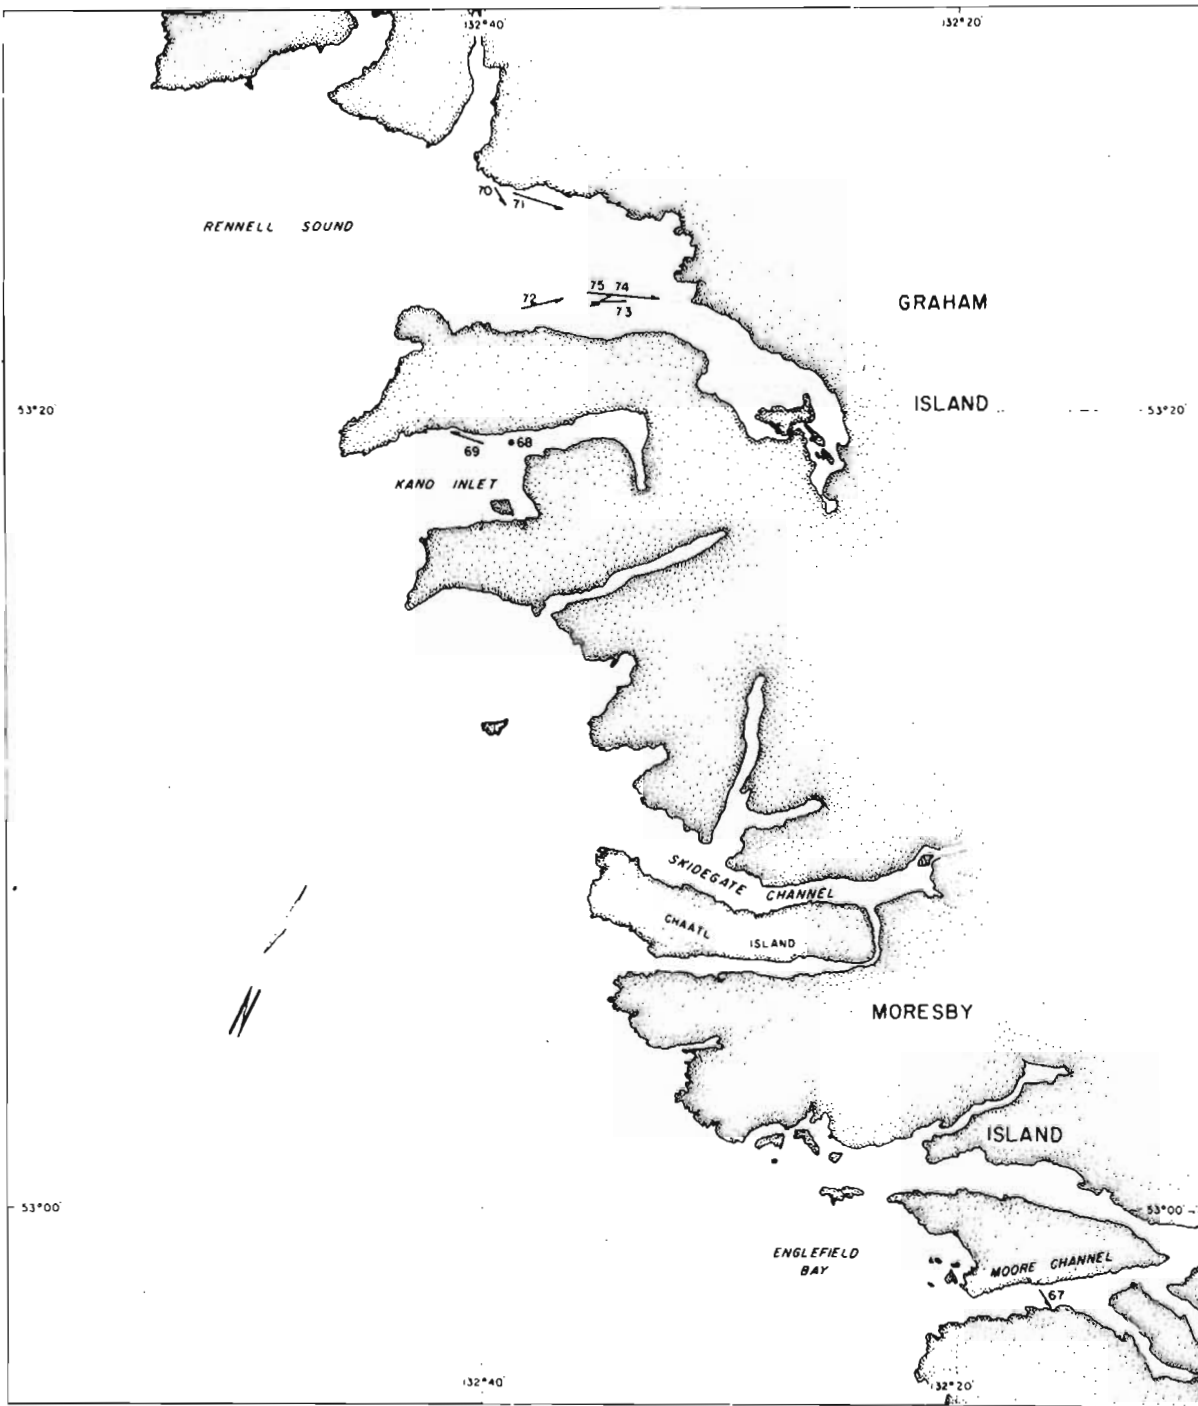 132°40'
132°20'
70
71
RENNELL SOUND
75 74
72
73
GRAHAM
53°20'
ISLAND
53°20'
68
69
KANO INLET
SKIDEGATE CHANNEL
CHAATL ISLAND
N
MORESBY
ISLAND
53°00'
53°00'
ENGLEFIELD
BAY
MOORE CHANNEL
67
132°40'
132°20'